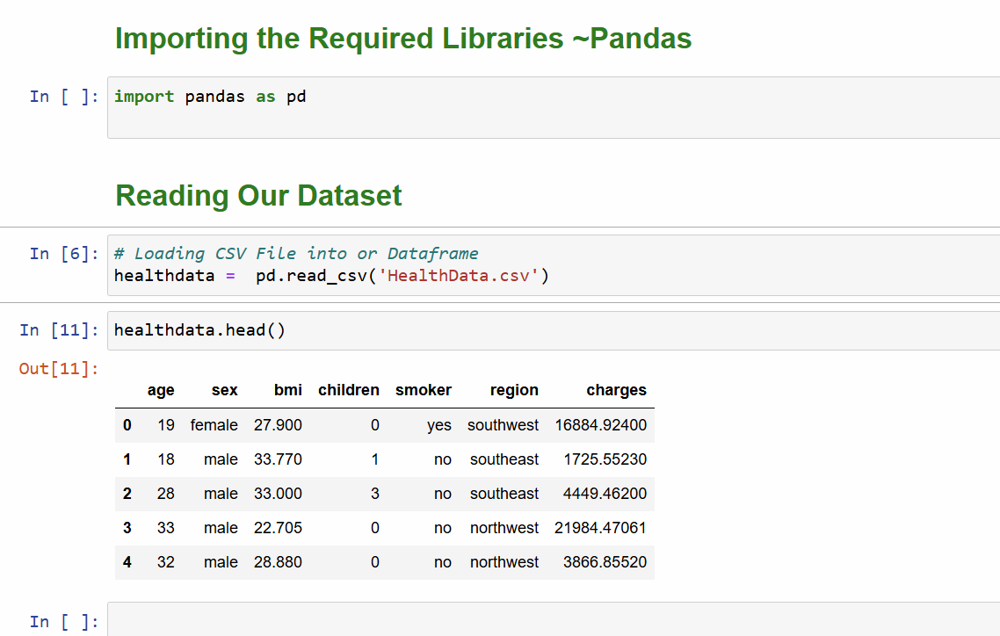 Importing the Required Libraries ~Pandas
In [ ]: import pandas as pd
Reading Our Dataset
In [6]: # Loading CSV File into or Dataframe
healthdata =  pd.read_csv('HealthData.csv')
In [11]: healthdata.head()
Out[11]:
age sex bmi children smoker region charges
0 19 female 27.900 0 yes southwest 16884.92400
1 18 male 33.770 1 no southeast 1725.55230
2 28 male 33.000 3 no southeast 4449.46200
3 33 male 22.705 0 no northwest 21984.47061
4 32 male 28.880 0 no northwest 3866.85520
In [ ]: